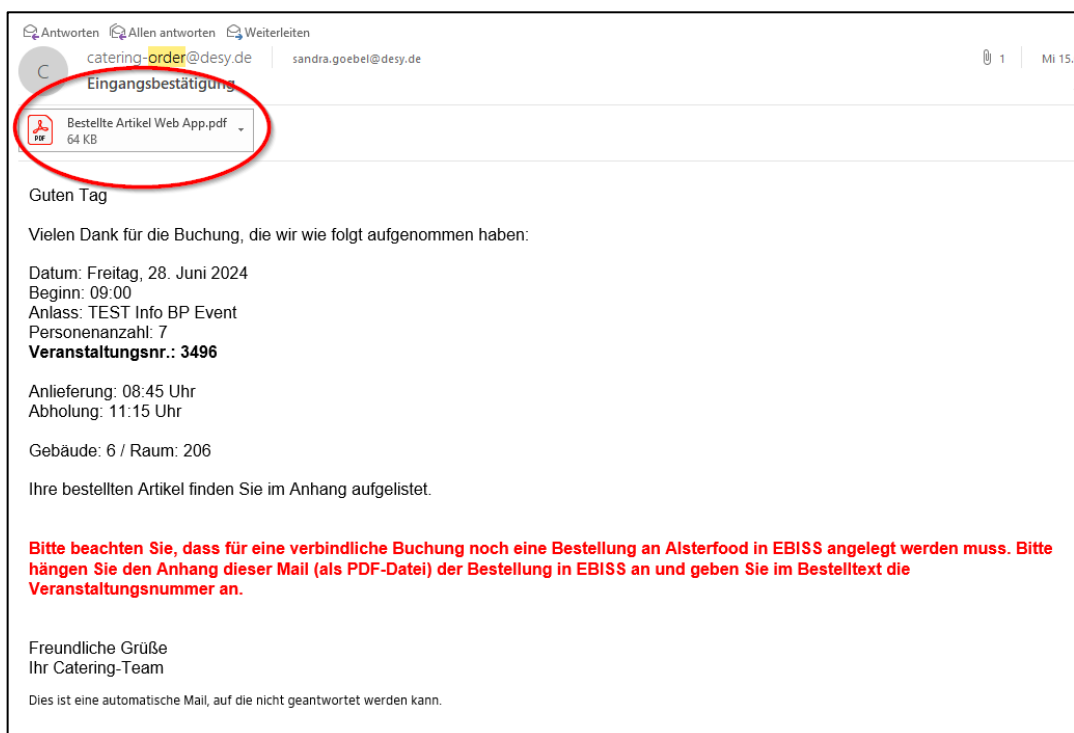 Antworten Allen antworten Weiterleiten
C
catering-order@desy.de sandra.goebel@desy.de 1 Mi 15.
Eingangsbestätigung
PDF
Bestellte Artikel Web App.pdf
64 KB
Guten Tag
Vielen Dank für die Buchung, die wir wie folgt aufgenommen haben:
Datum: Freitag, 28. Juni 2024
Beginn: 09:00
Anlass: TEST Info BP Event
Personenanzahl: 7
Veranstaltungsnr.: 3496
Anlieferung: 08:45 Uhr
Abholung: 11:15 Uhr
Gebäude: 6 / Raum: 206
Ihre bestellten Artikel finden Sie im Anhang aufgelistet.
Bitte beachten Sie, dass für eine verbindliche Buchung noch eine Bestellung an Alsterfood in EBISS angelegt werden muss. Bitte
hängen Sie den Anhang dieser Mail (als PDF-Datei) der Bestellung in EBISS an und geben Sie im Bestelltext die
Veranstaltungsnummer an.
Freundliche Grüße
Ihr Catering-Team
Dies ist eine automatische Mail, auf die nicht geantwortet werden kann.